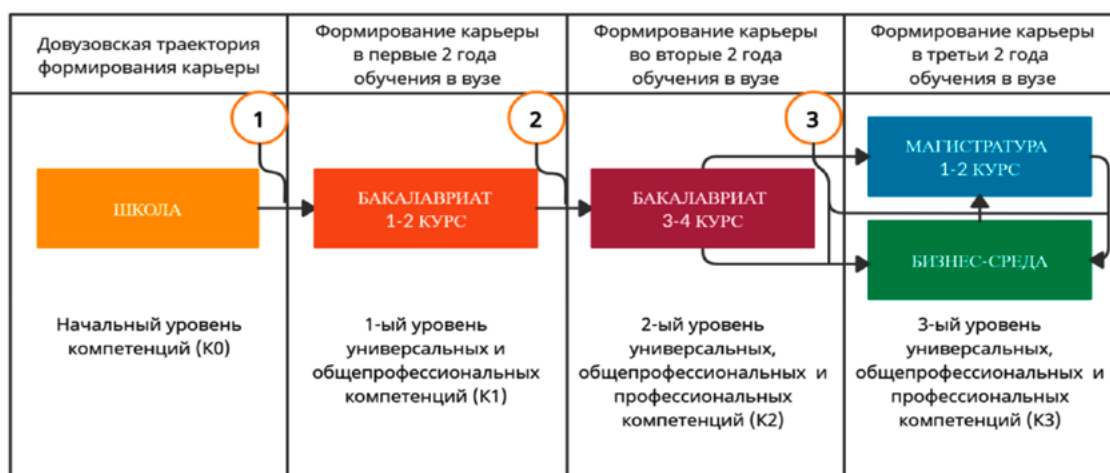 Довузовская траектория
формирования карьеры
Формирование карьеры
в первые 2 года
обучения в вузе
Формирование карьеры
во вторые 2 года
обучения в вузе
Формирование карьеры
в третьи 2 года
обучения в вузе
1
2
3
ШКОЛА
БАКАЛАВРИАТ
1-2 КУРС
БАКАЛАВРИАТ
3-4 КУРС
МАГИСТРАТУРА
1-2 КУРС
БИЗНЕС-СРЕДА
Начальный уровень
компетенций (К0)
1-ый уровень
универсальных и
общепрофессиональных
компетенций (К1)
2-ый уровень
универсальных,
общепрофессиональных и
профессиональных
компетенций (К2)
3-ый уровень
универсальных,
общепрофессиональных и
профессиональных
компетенций (К3)